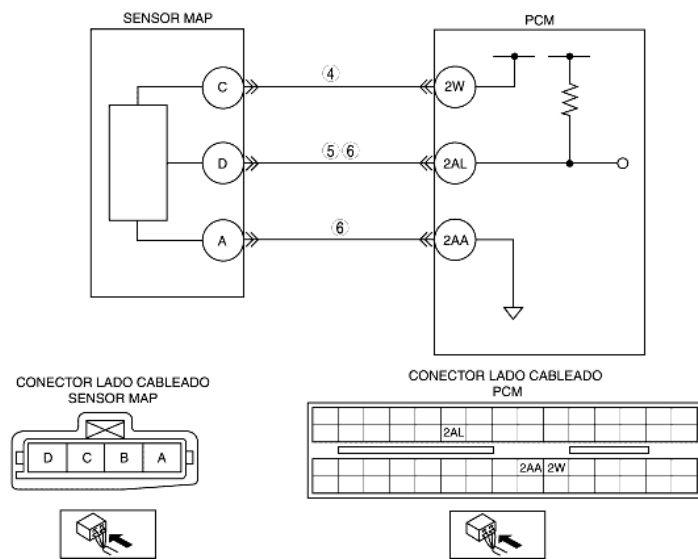 SENSOR MAP
PCM
C
4
2W
D
5 6
2AL
A
6
2AA
CONECTOR LADO CABLEADO
SENSOR MAP
CONECTOR LADO CABLEADO
PCM
D C B A
2AL
2AA 2W